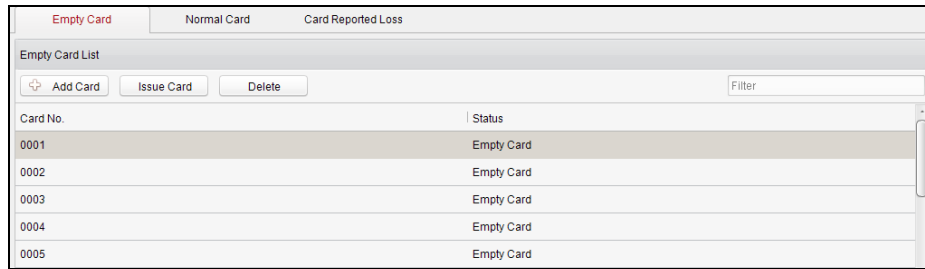 Empty Card Normal Card Card Reported Loss
Empty Card List
Add Card Issue Card Delete Filter
Card No. Status
0001 Empty Card
0002 Empty Card
0003 Empty Card
0004 Empty Card
0005 Empty Card